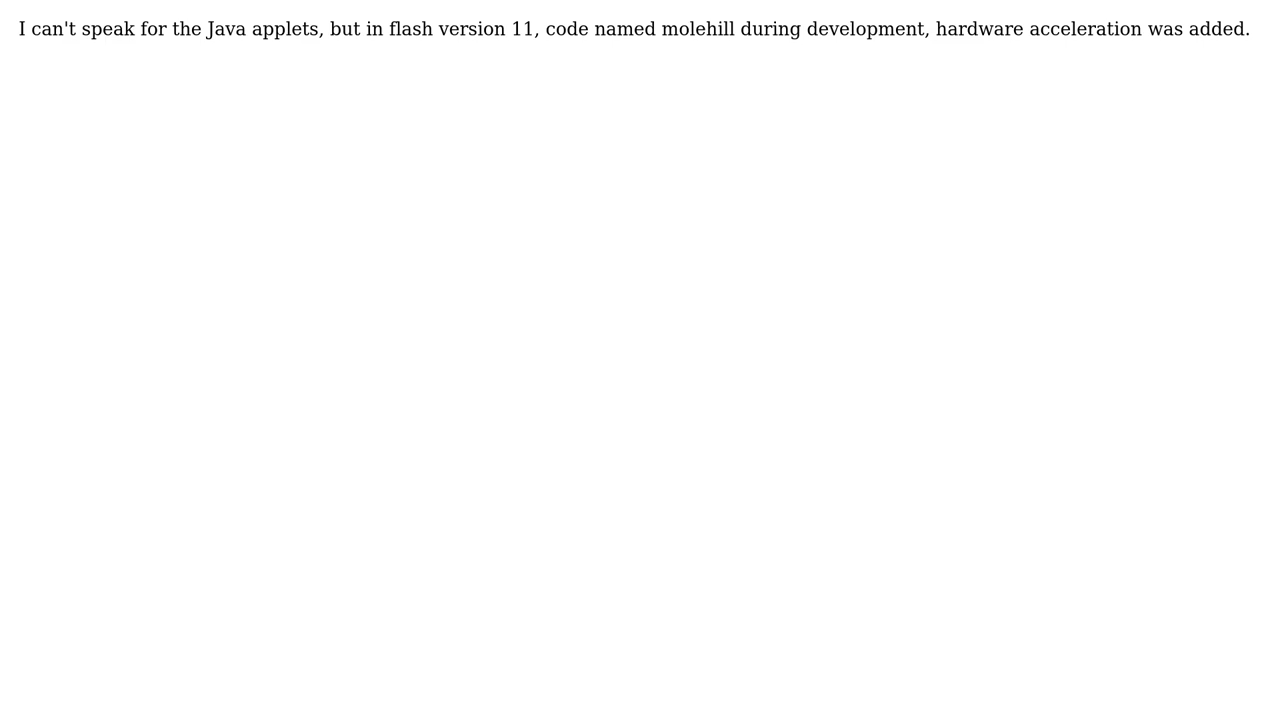 I can't speak for the Java applets, but in flash version 11, code named molehill during development, hardware acceleration was added.